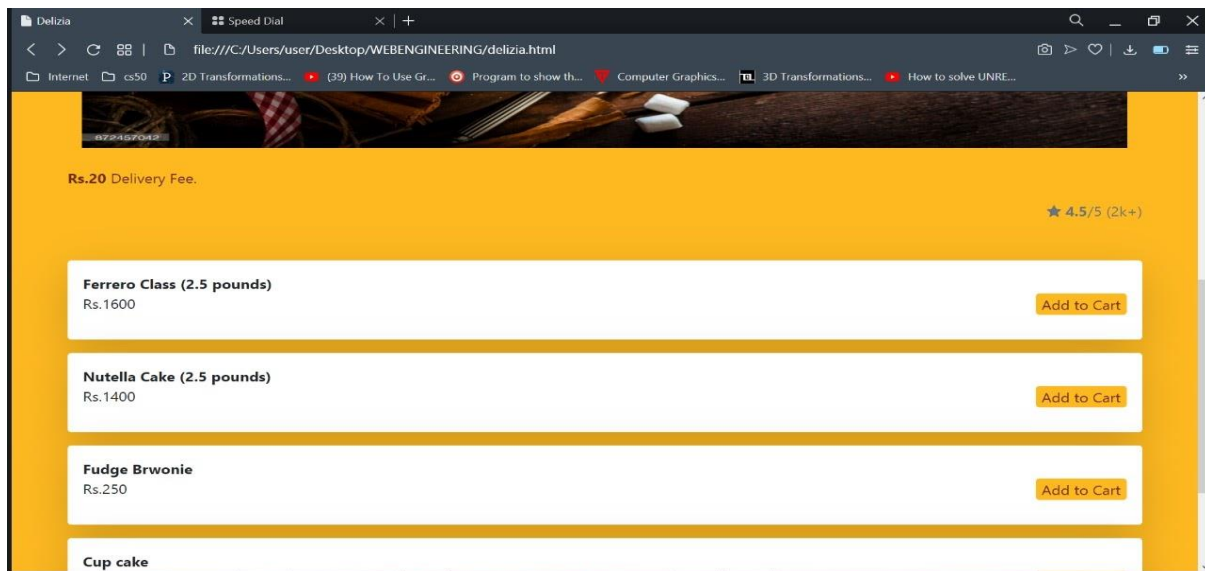 Delizia
Speed Dial
file:///C:/Users/user/Desktop/WEBENGINEERING/delizia.html
Internet cs50 2D Transformations... (39) How To Use Gr... Program to show th... Computer Graphics... 3D Transformations... How to solve UNRE...
872457042
Rs.20 Delivery Fee.
4.5/5 (2k+)
Ferrero Class (2.5 pounds)
Rs.1600
Add to Cart
Nutella Cake (2.5 pounds)
Rs.1400
Add to Cart
Fudge Brwonie
Rs.250
Add to Cart
Cup cake